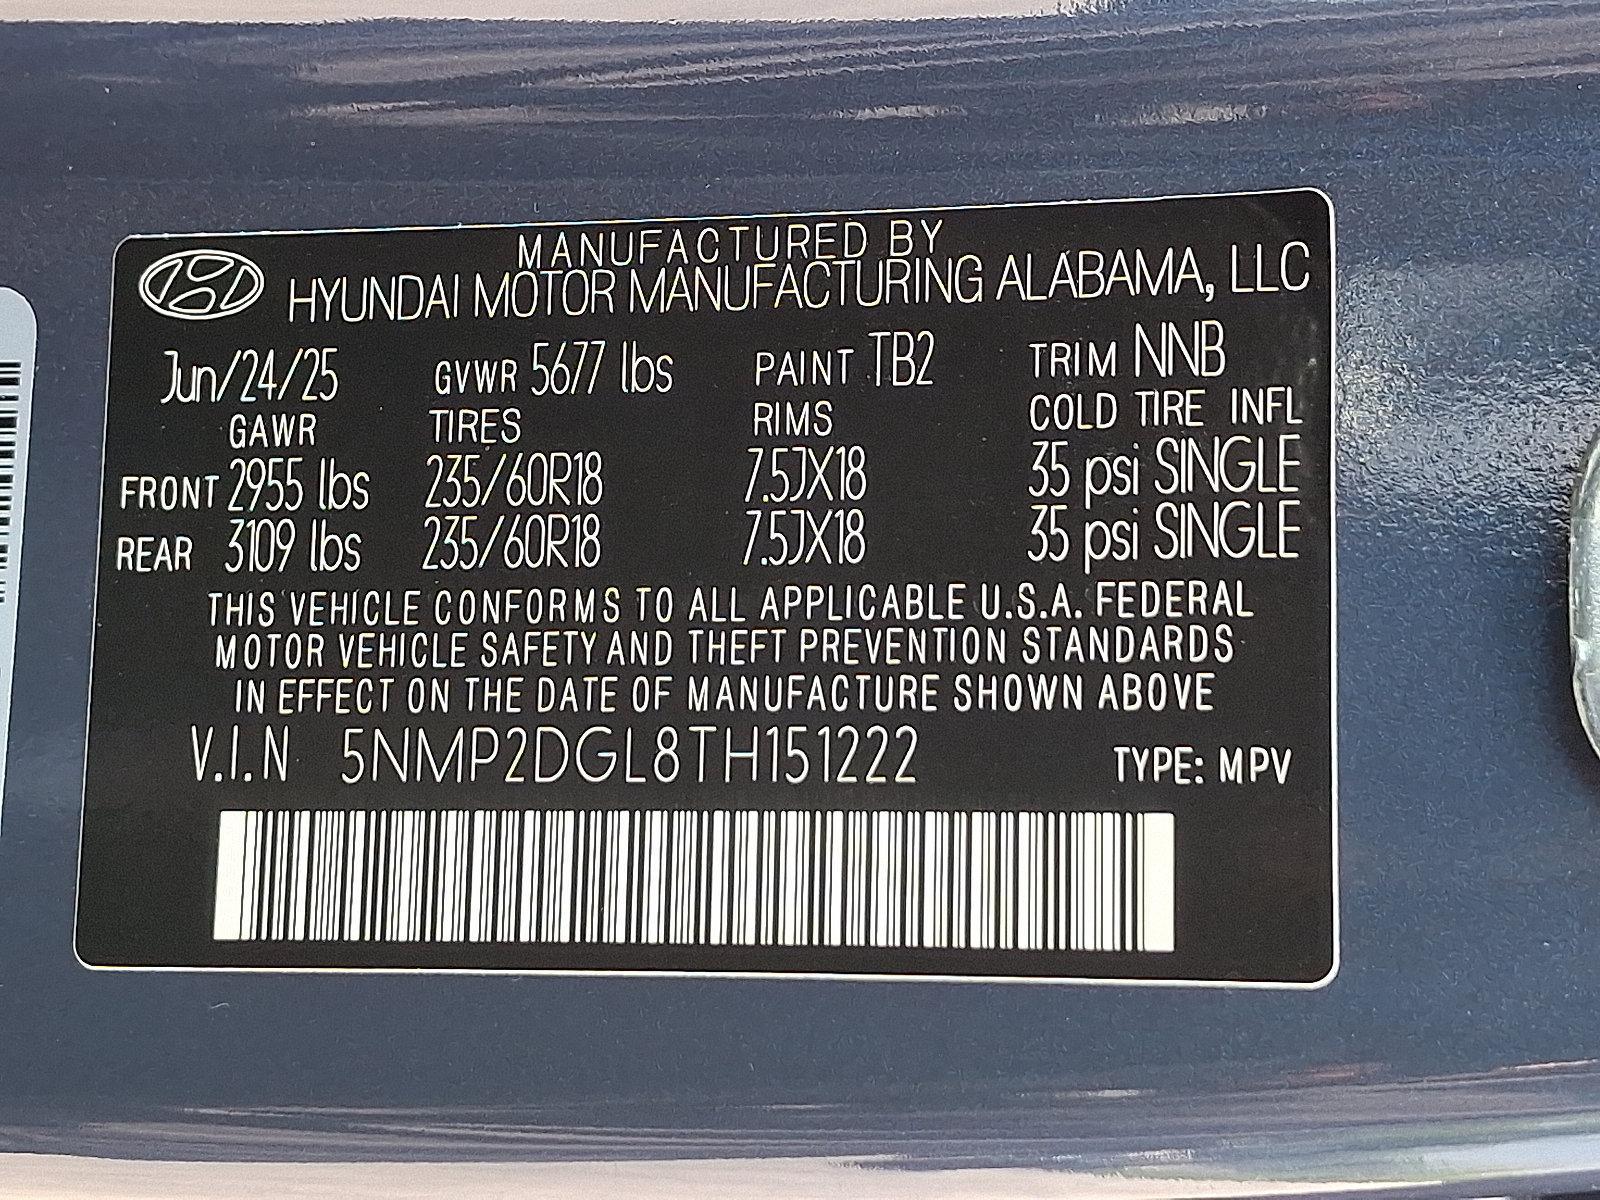 MANUFACTURED BY
HYUNDAI MOTOR MANUFACTURING ALABAMA, LLC
Jun/24/25 GVWR 5677 lbs PAINT TB2 TRIM NNB
GAWR TIRES RIMS COLD TIRE INFL
FRONT 2955 lbs 235/60R18 7.5JX18 35 psi SINGLE
REAR 3109 lbs 235/60R18 7.5JX18 35 psi SINGLE
THIS VEHICLE CONFORMS TO ALL APPLICABLE U.S.A. FEDERAL
MOTOR VEHICLE SAFETY AND THEFT PREVENTION STANDARDS
IN EFFECT ON THE DATE OF MANUFACTURE SHOWN ABOVE
V.I.N 5NMP2DGL8TH151222 TYPE: MPV